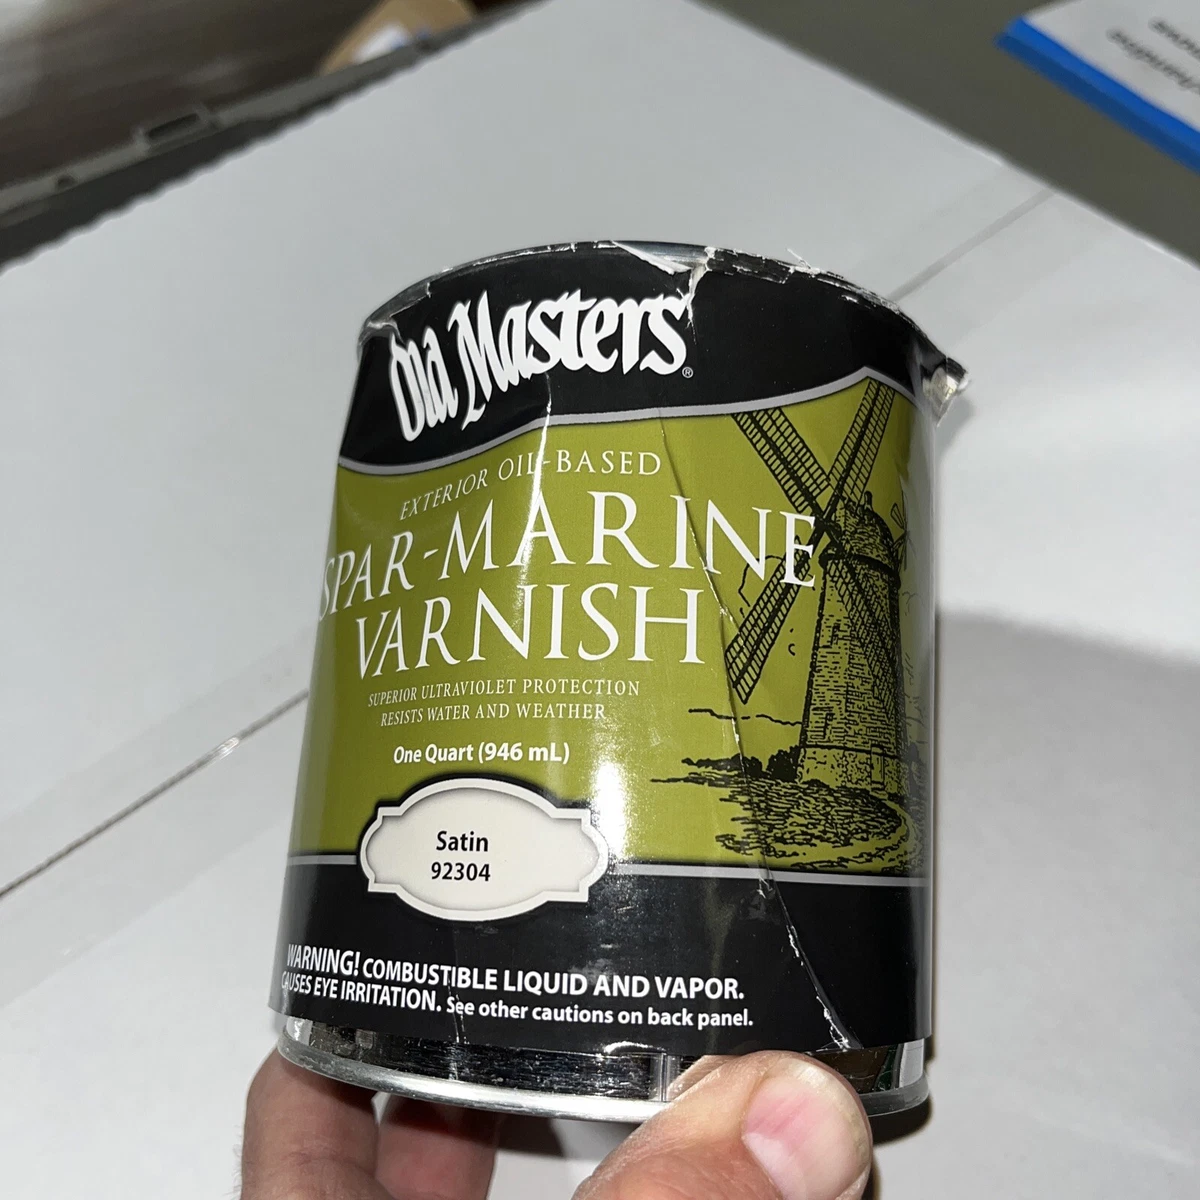 Old Masters®
EXTERIOR OIL-BASED
SPAR-MARINE
VARNISH
SUPERIOR ULTRAVIOLET PROTECTION
RESISTS WATER AND WEATHER
One Quart (946 mL)
Satin
92304
WARNING! COMBUSTIBLE LIQUID AND VAPOR.
CAUSES EYE IRRITATION. See other cautions on back panel.